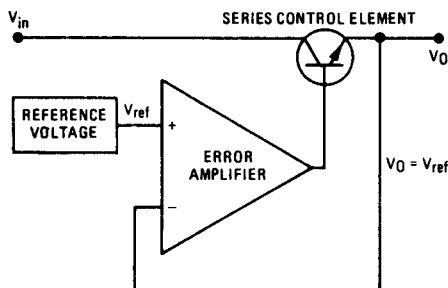 SERIES CONTROL ELEMENT
Vin
VO
REFERENCE
VOLTAGE
Vref
+
ERROR
AMPLIFIER
−
VO = Vref